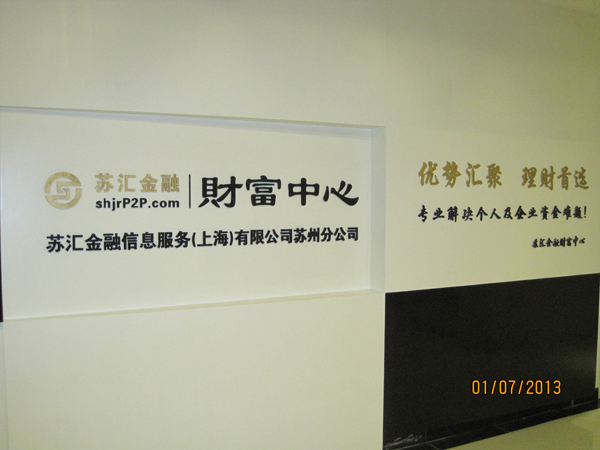 苏汇金融
shjrP2P.com
財富中心
苏汇金融信息服务(上海)有限公司苏州分公司
优势汇聚 理财首选
专业解决个人及企业资金难题!
苏汇金融财富中心
01/07/2013